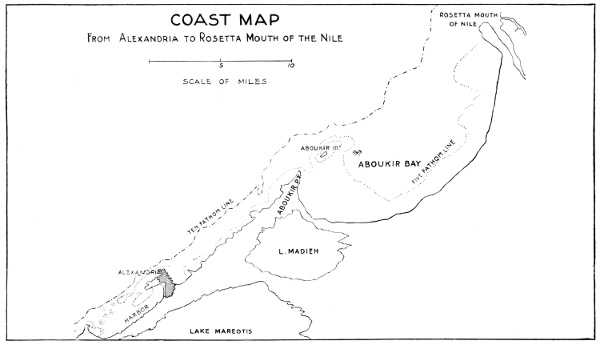 COAST MAP
FROM ALEXANDRIA TO ROSETTA MOUTH OF THE NILE
5 10
SCALE OF MILES
ROSETTA MOUTH
OF NILE
ABOUKIR ID.
ABOUKIR BAY
FIVE FATHOM LINE
ABOUKIR PT.
TEN FATHOM LINE
L. MADIEH
ALEXANDRIA
HARBOR
LAKE MAREOTIS